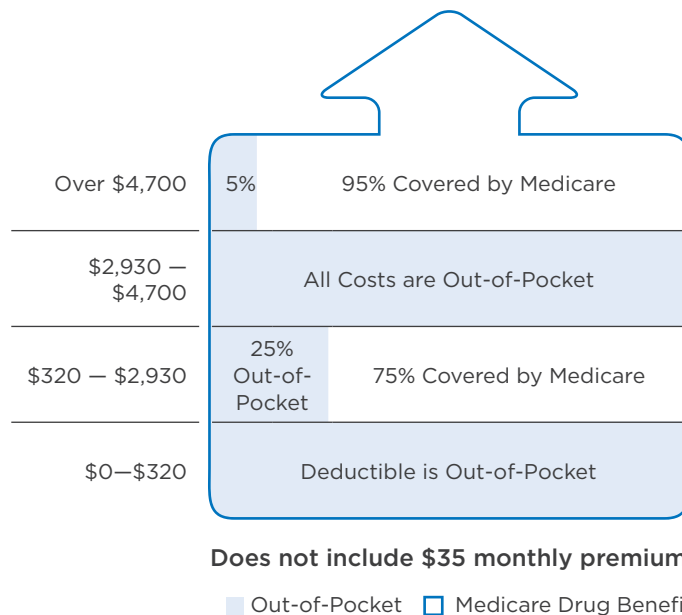 Over $4,700
5%
95% Covered by Medicare
$2,930 —
$4,700
All Costs are Out-of-Pocket
$320 — $2,930
25%
Out-of-
Pocket
75% Covered by Medicare
$0—$320
Deductible is Out-of-Pocket
Does not include $35 monthly premium
Out-of-Pocket
Medicare Drug Benefi